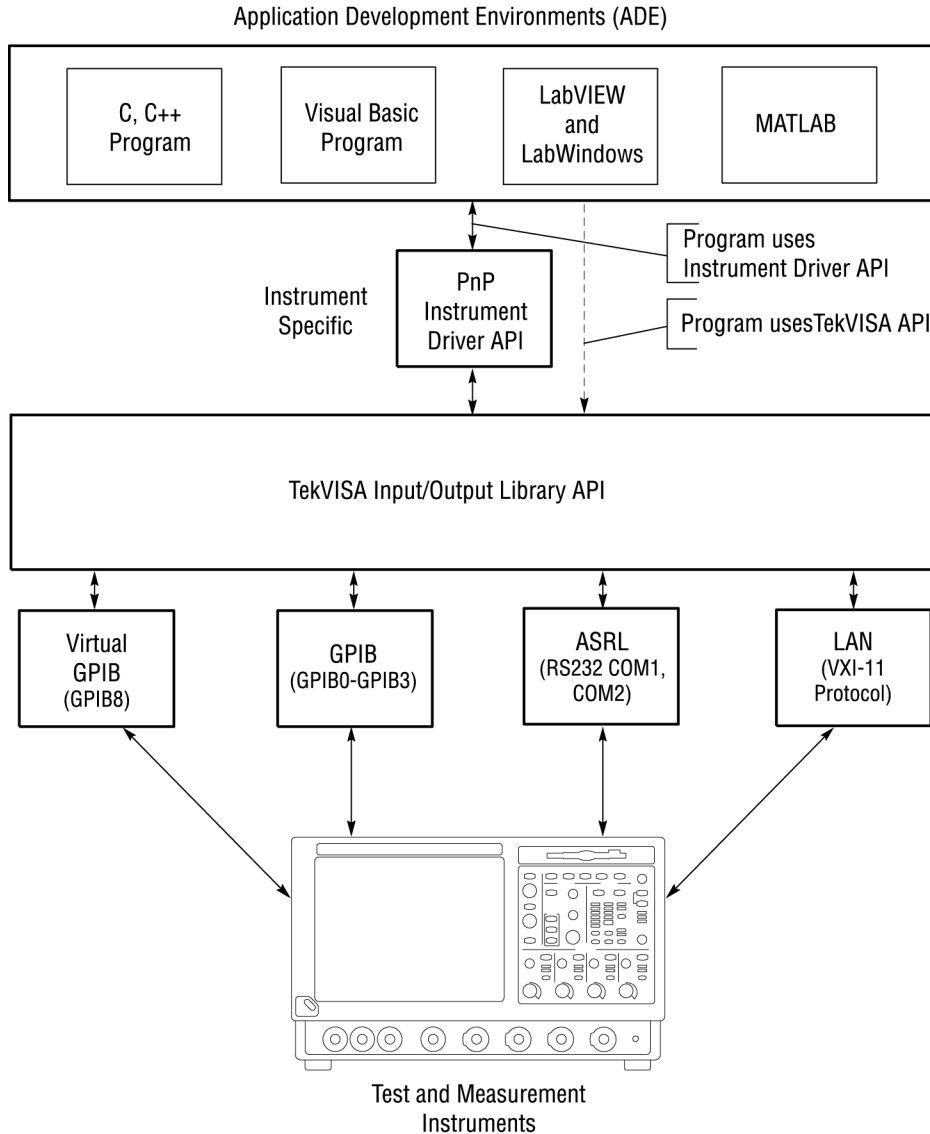 Application Development Environments (ADE)
C, C++
Program
Visual Basic
Program
LabVIEW
and
LabWindows
MATLAB
Program uses
Instrument Driver API
PnP
Instrument
Driver API
Instrument
Specific
Program usesTekVISA API
TekVISA Input/Output Library API
Virtual
GPIB
(GPIB8)
GPIB
(GPIB0-GPIB3)
ASRL
(RS232 COM1,
COM2)
LAN
(VXI-11
Protocol)
Test and Measurement
Instruments